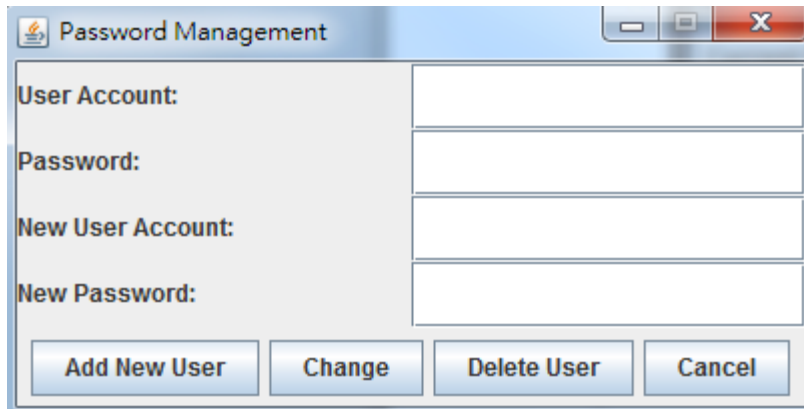 Password Management
User Account:
Password:
New User Account:
New Password:
Add New User Change Delete User Cancel